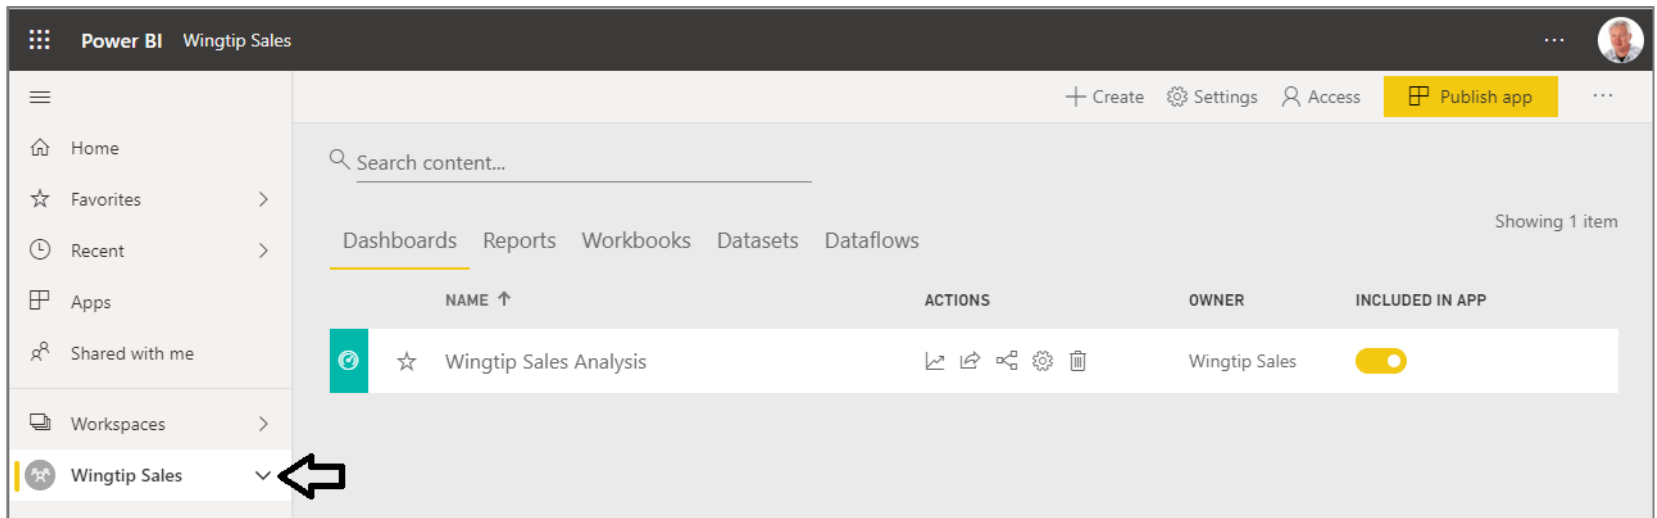 Power BI Wingtip Sales
Create Settings Access Publish app
Home
Search content...
Favorites
Showing 1 item
Dashboards Reports Workbooks Datasets Dataflows
Recent
NAME ACTIONS OWNER INCLUDED IN APP
Apps
Shared with me
Wingtip Sales Analysis Wingtip Sales
Workspaces
Wingtip Sales